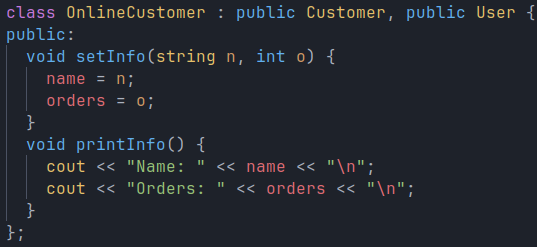 class OnlineCustomer : public Customer, public User {
public:
  void setInfo(string n, int o) {
    name = n;
    orders = o;
  }
  void printInfo() {
    cout << "Name: " << name << "\n";
    cout << "Orders: " << orders << "\n";
  }
};